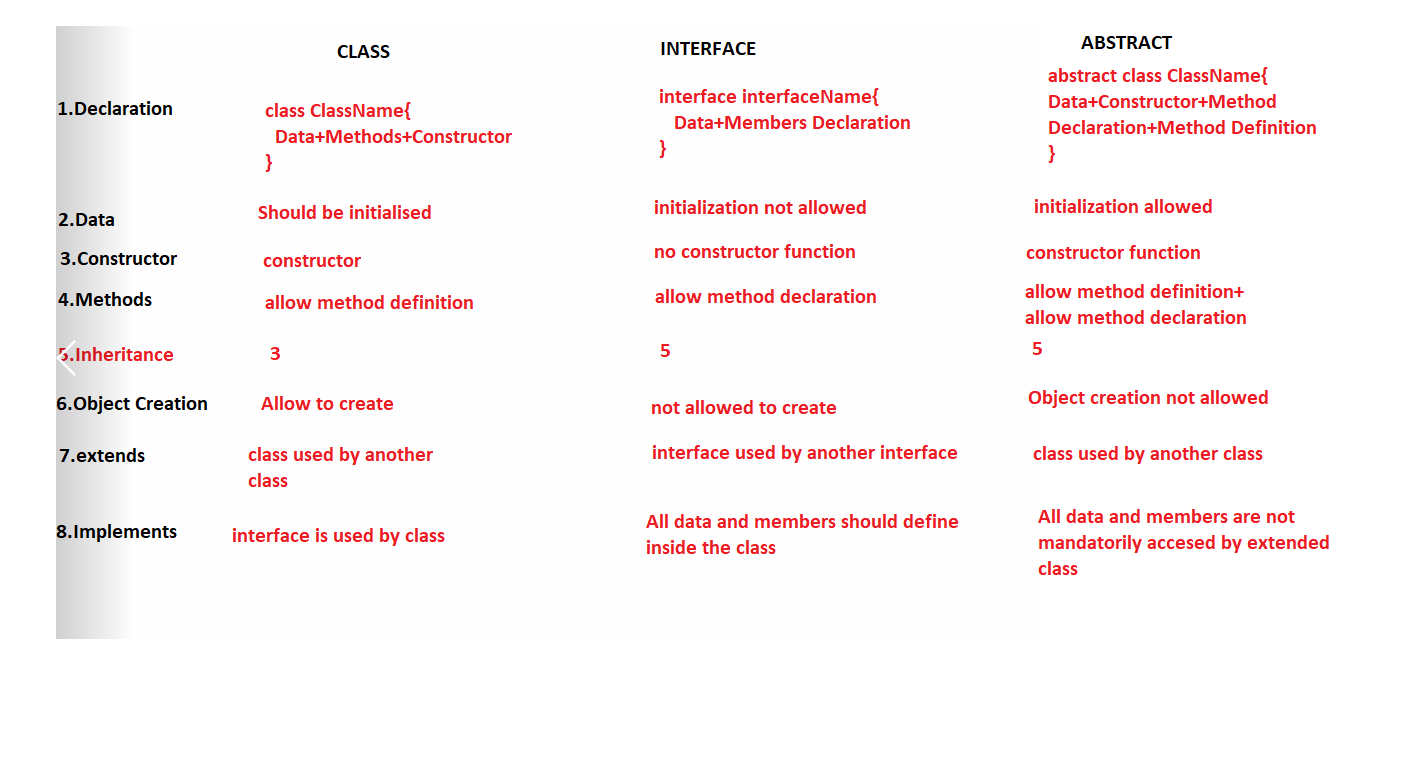 CLASS
INTERFACE
ABSTRACT
1.Declaration
class ClassName{
Data+Methods+Constructor
}
interface interfaceName{
Data+Members Declaration
}
abstract class ClassName{
Data+Constructor+Method
Declaration+Method Definition
}
2.Data
Should be initialised
initialization not allowed
initialization allowed
3.Constructor
constructor
no constructor function
constructor function
4.Methods
allow method definition
allow method declaration
allow method definition+
allow method declaration
5.Inheritance
3
5
5
6.Object Creation
Allow to create
not allowed to create
Object creation not allowed
7.extends
class used by another
class
interface used by another interface
class used by another class
8.Implements
interface is used by class
All data and members should define
inside the class
All data and members are not
mandatorily accesed by extended
class